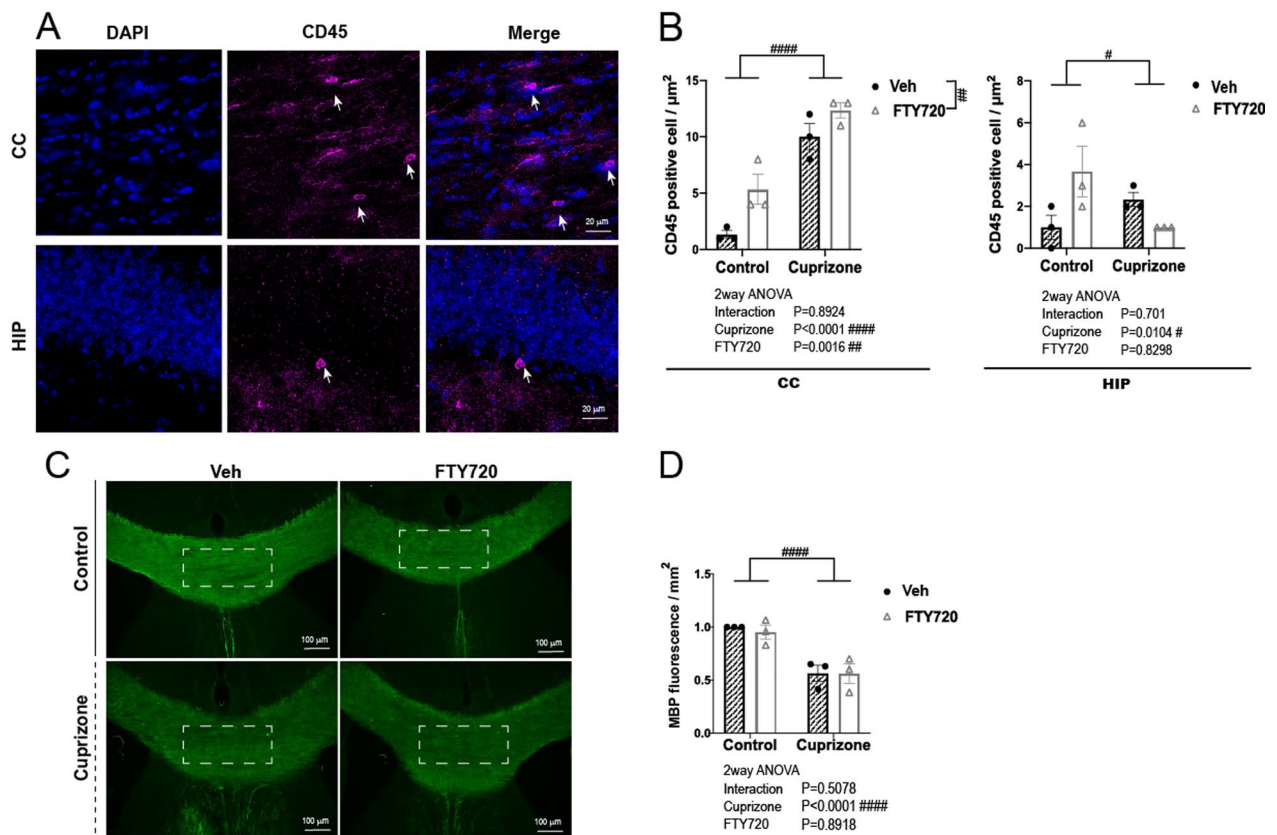 A
DAPI
CD45
Merge
CC
20 µm
HIP
20 µm
B
CD45 positive cell / µm²
15
10
5
0
####
Control
Cuprizone
Veh
FTY720
##
2way ANOVA
Interaction P=0.8924
Cuprizone P<0.0001 ####
FTY720 P=0.0016 ##
CC
CD45 positive cell / µm²
8
6
4
2
0
#
Control
Cuprizone
Veh
FTY720
2way ANOVA
Interaction P=0.701
Cuprizone P=0.0104 #
FTY720 P=0.8298
HIP
C
Veh
FTY720
Control
100 µm
100 µm
Cuprizone
100 µm
100 µm
D
MBP fluorescence / mm²
1.5
1.0
0.5
0.0
####
Control
Cuprizone
Veh
FTY720
2way ANOVA
Interaction P=0.5078
Cuprizone P<0.0001 ####
FTY720 P=0.8918